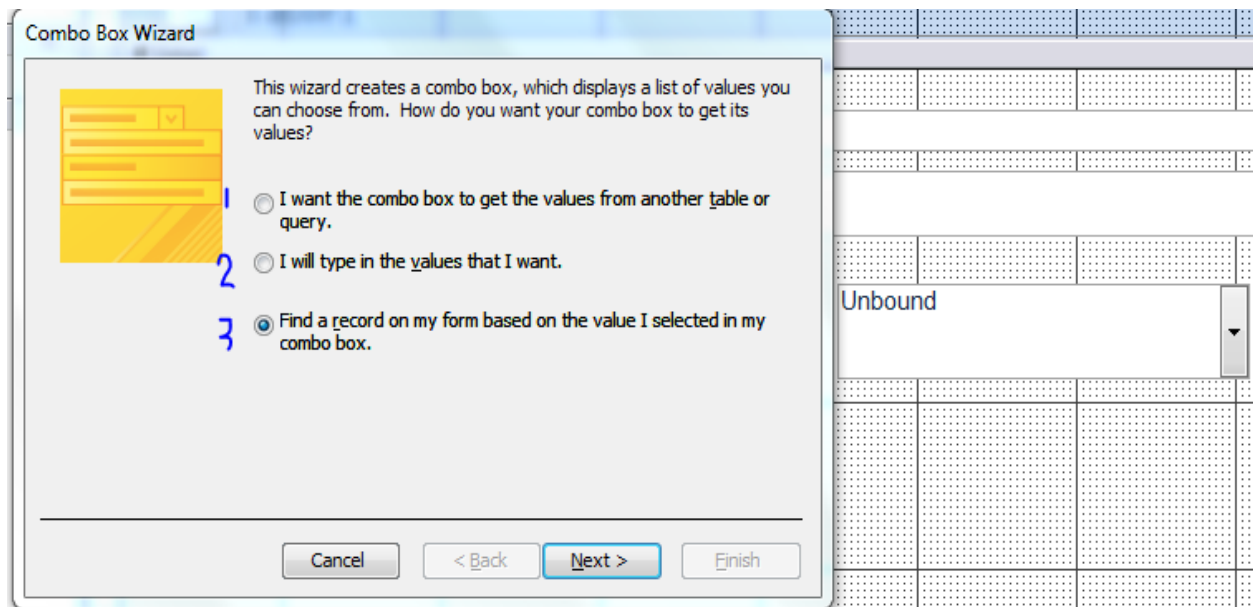 Combo Box Wizard
This wizard creates a combo box, which displays a list of values you
can choose from. How do you want your combo box to get its
values?
1 I want the combo box to get the values from another table or
query.
2 I will type in the values that I want.
3 Find a record on my form based on the value I selected in my
combo box.
Unbound
Cancel
< Back
Next >
Finish